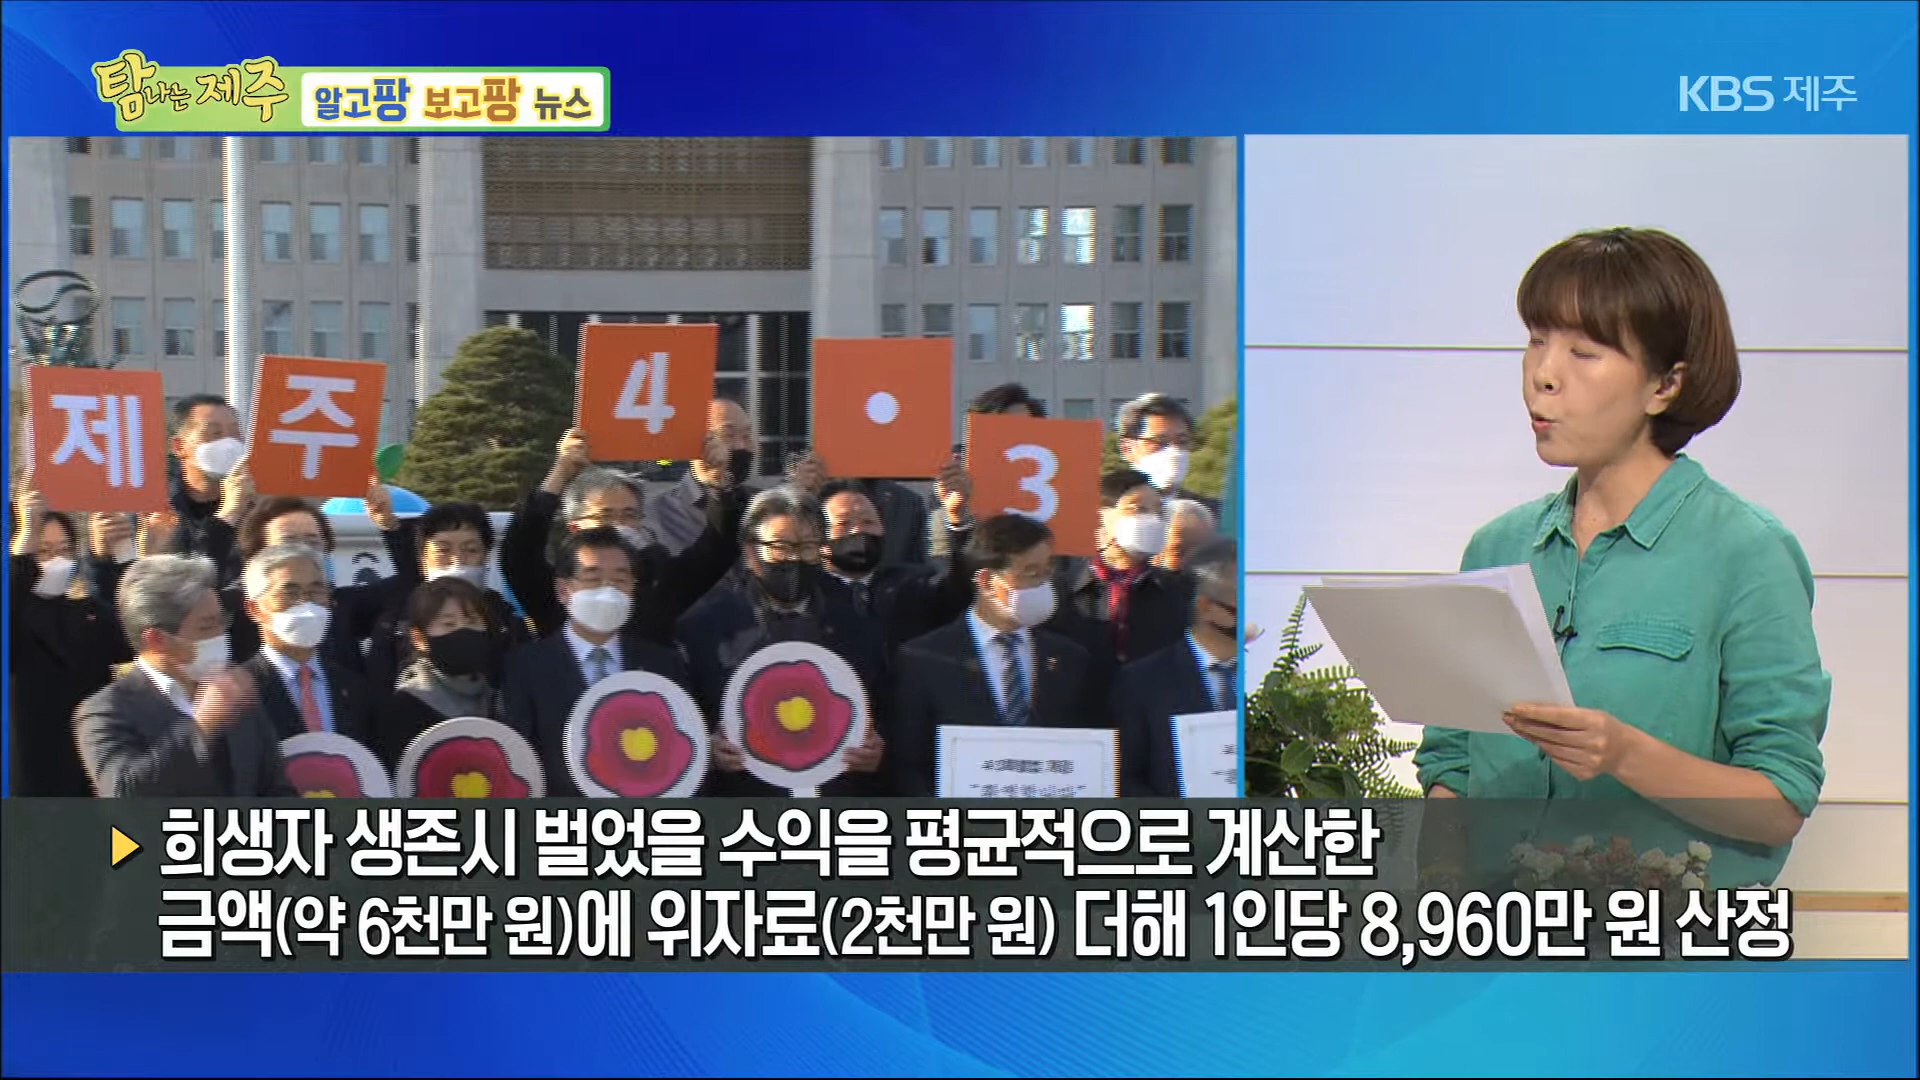 탐나는 제주 알고팡 보고팡 뉴스
KBS 제주
제주4·3
▶ 희생자 생존시 벌었을 수익을 평균적으로 계산한
금액(약 6천만 원)에 위자료(2천만 원) 더해 1인당 8,960만 원 산정